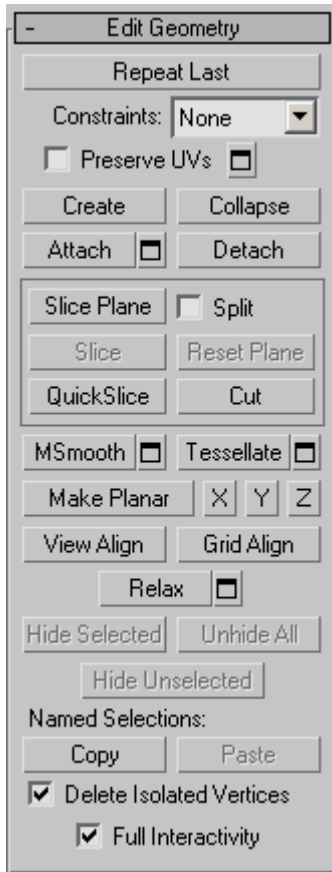 - Edit Geometry
Repeat Last
Constraints: None
Preserve UVs
Create Collapse
Attach Detach
Slice Plane Split
Slice Reset Plane
QuickSlice Cut
MSmooth Tessellate
Make Planar X Y Z
View Align Grid Align
Relax
Hide Selected Unhide All
Hide Unselected
Named Selections:
Copy Paste
Delete Isolated Vertices
Full Interactivity